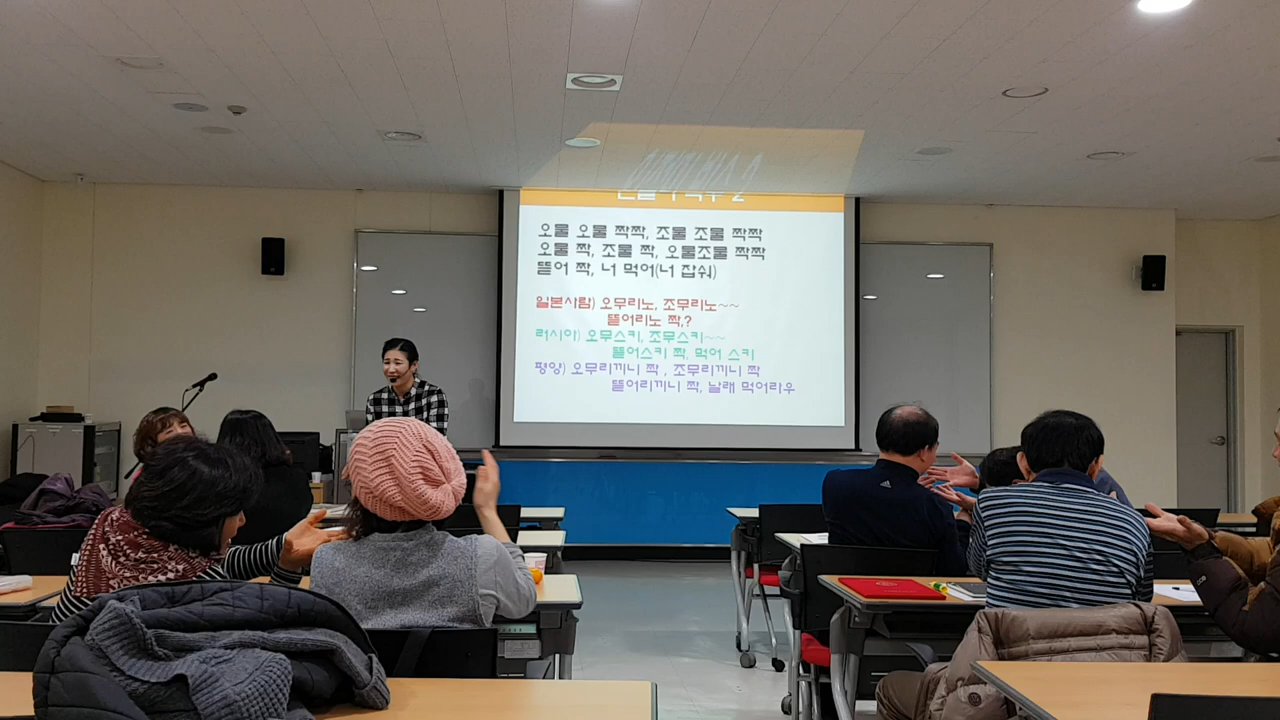 오물 오물 짝짝, 조물 조물 짝짝
오물 짝, 조물 짝, 오물조물 짝짝
뜯어 짝, 너 먹어(너 잡숴)
일본사람) 오무리노, 조무리노~~
뜰어리노 짝,?
러시아) 오무스키, 조무스키~~
뜰어스키 짝, 먹어 스키
평양) 오무리끼니 짝 , 조무리끼니 짝
뜰어리끼니 짝, 날래 먹어라우